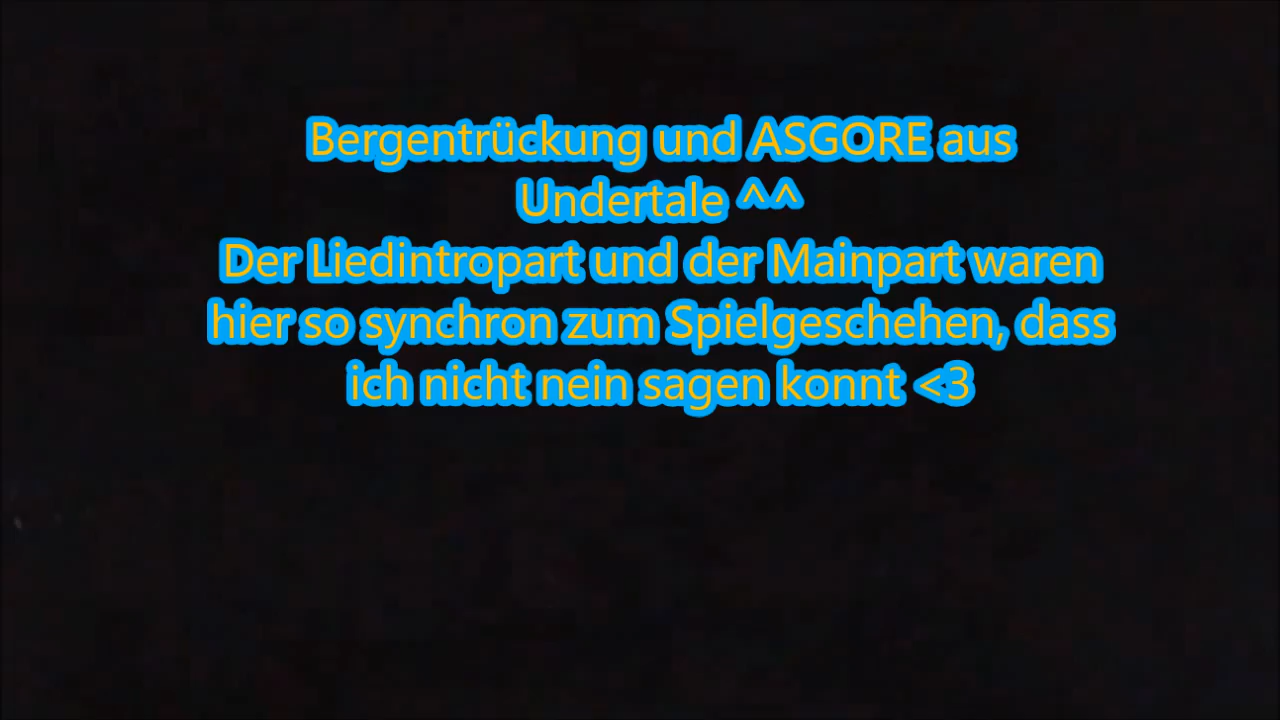 Bergentrückung und ASGORE aus
Undertale ^^
Der Liedintropart und der Mainpart waren
hier so synchron zum Spielgeschehen, dass
ich nicht nein sagen konnt <3